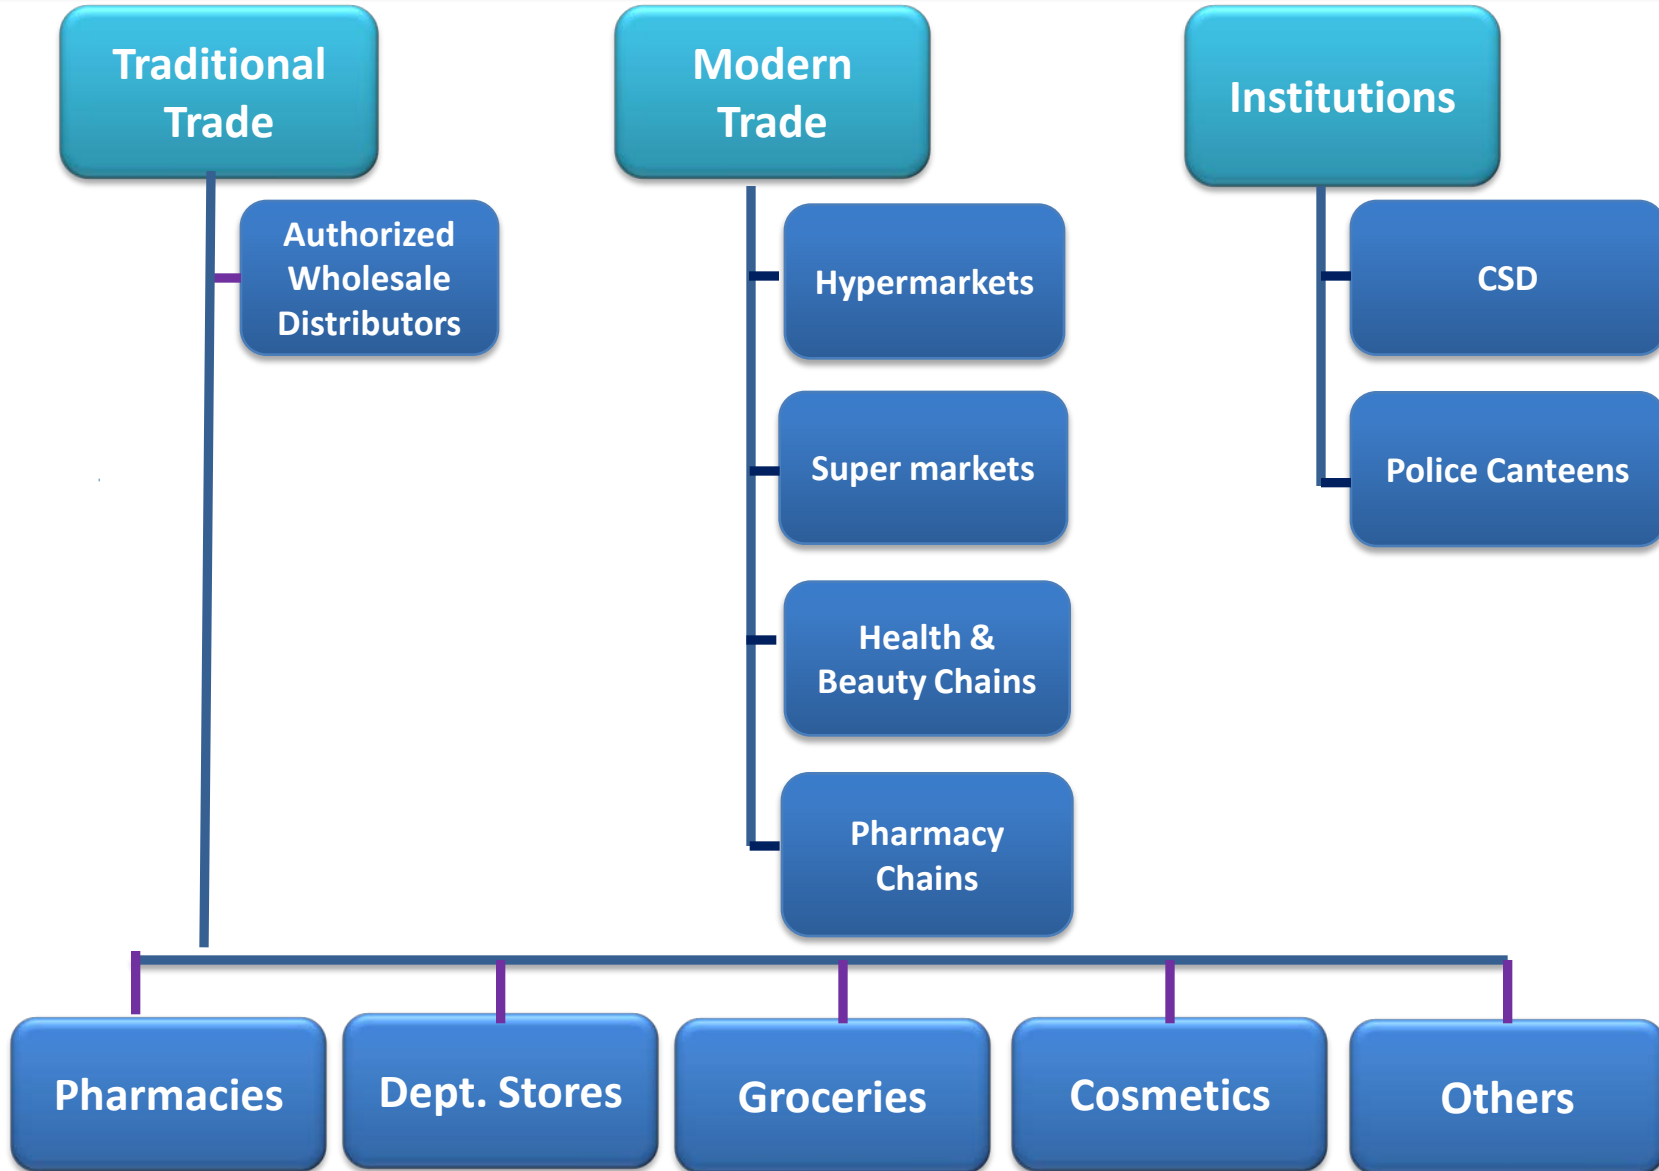 Traditional
Trade
Modern
Trade
Institutions
Authorized
Wholesale
Distributors
Hypermarkets
Super markets
Health &
Beauty Chains
Pharmacy
Chains
CSD
Police Canteens
Pharmacies
Dept. Stores
Groceries
Cosmetics
Others